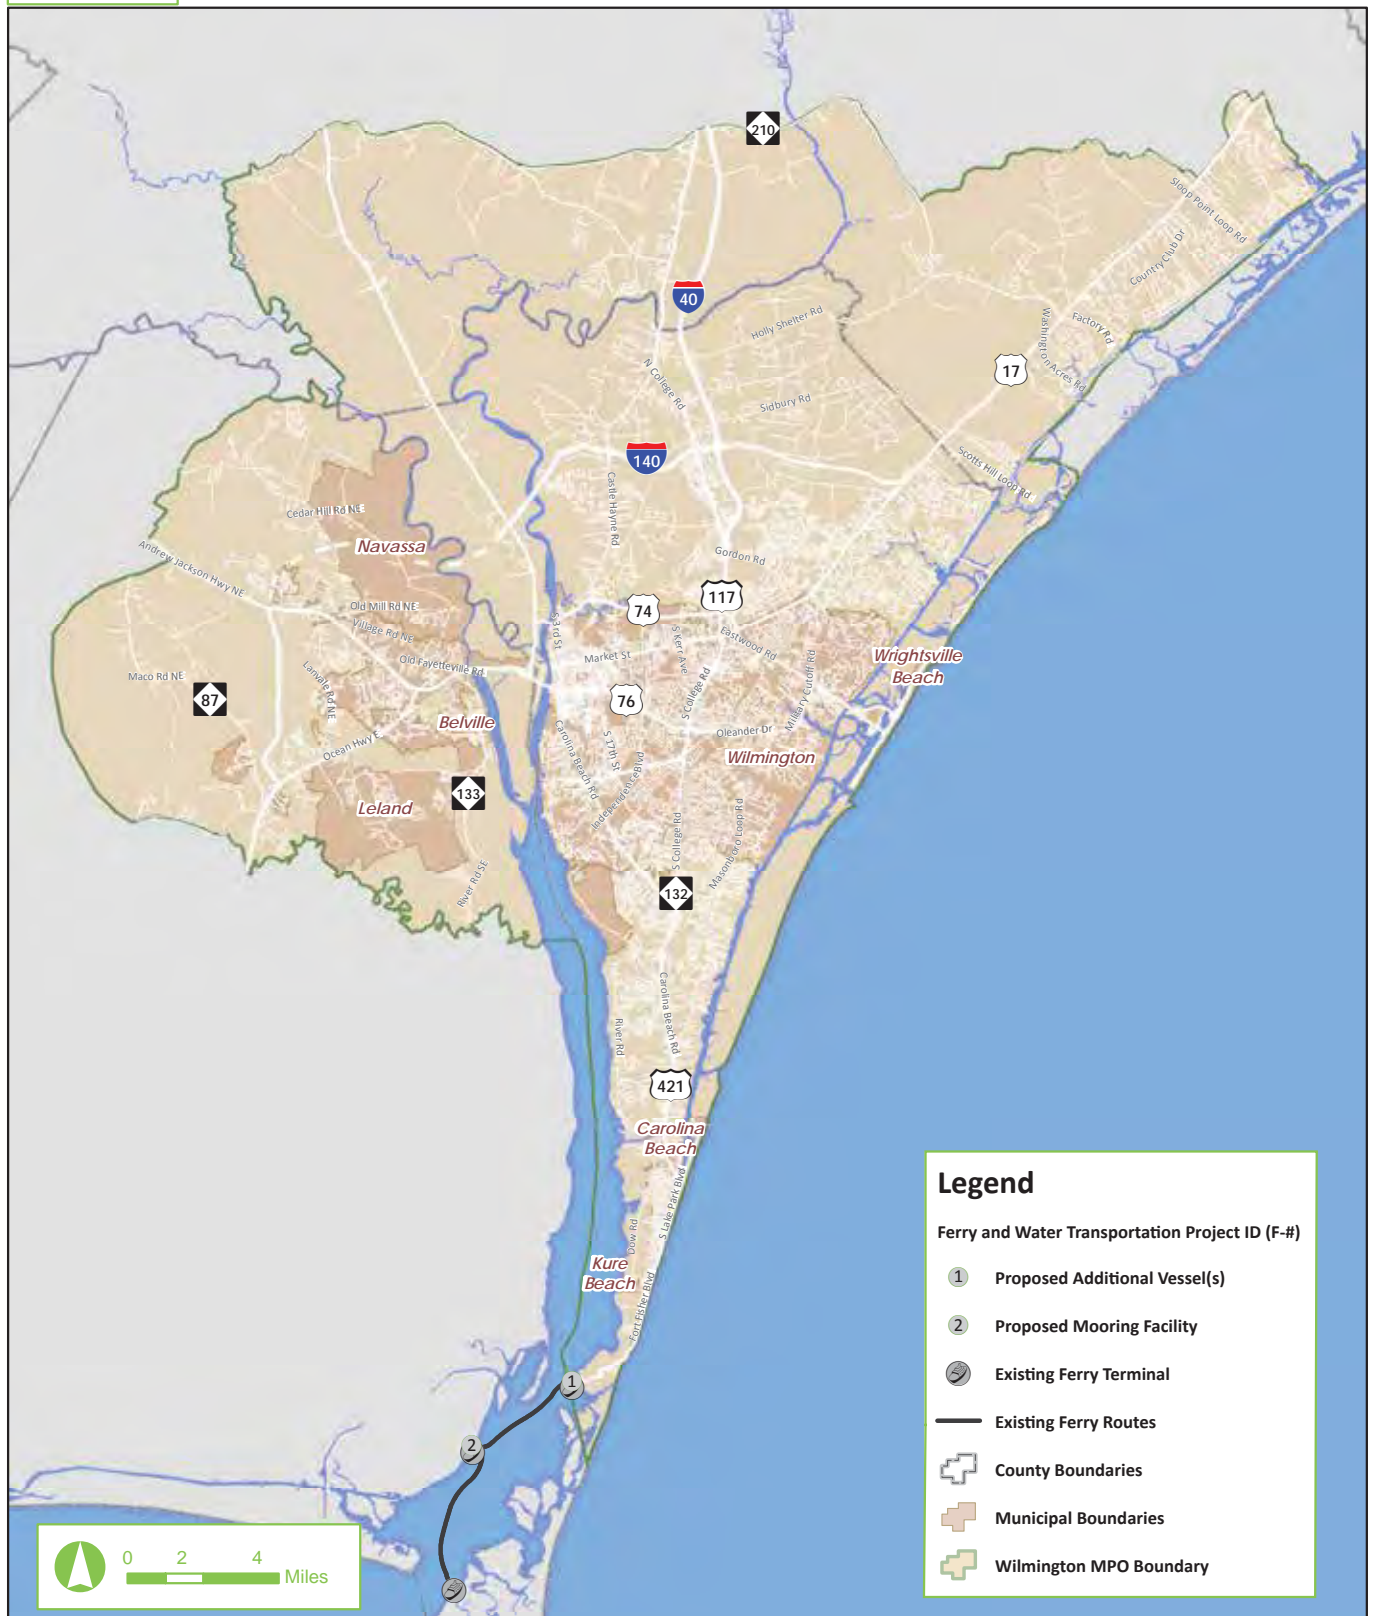 210
Sloop Point Loop Rd
Country Club Dr
40
Holly Shelter Rd
Washington Acres Rd
Factory Rd
17
N College Rd
Sidbury Rd
140
Scotts Hill Loop Rd
Castle Hayne Rd
Cedar Hill Rd NE
Navassa
Andrew Jackson Hwy NE
Gordon Rd
117
74
Old Mill Rd NE
Village Rd NE
S 3rd St
S Kerr Ave
Eastwood Rd
Market St
Wrightsville
Beach
Old Fayetteville Rd
Maco Rd NE
Lanvale Rd NE
87
76
S College Rd
Military Cutoff Rd
Belville
Carolina Beach Rd
S 17th St
Oleander Dr
Ocean Hwy E
Independence Blvd
Wilmington
133
Leland
S College Rd
Masonboro Loop Rd
River Rd SE
132
Carolina Beach Rd
River Rd
421
Carolina
Beach
S Lake Park Blvd
Dow Rd
Kure
Beach
Fort Fisher Blvd
1
2
Legend
Ferry and Water Transportation Project ID (F-#)
1 Proposed Additional Vessel(s)
2 Proposed Mooring Facility
Existing Ferry Terminal
Existing Ferry Routes
County Boundaries
Municipal Boundaries
Wilmington MPO Boundary
0 2 4
Miles